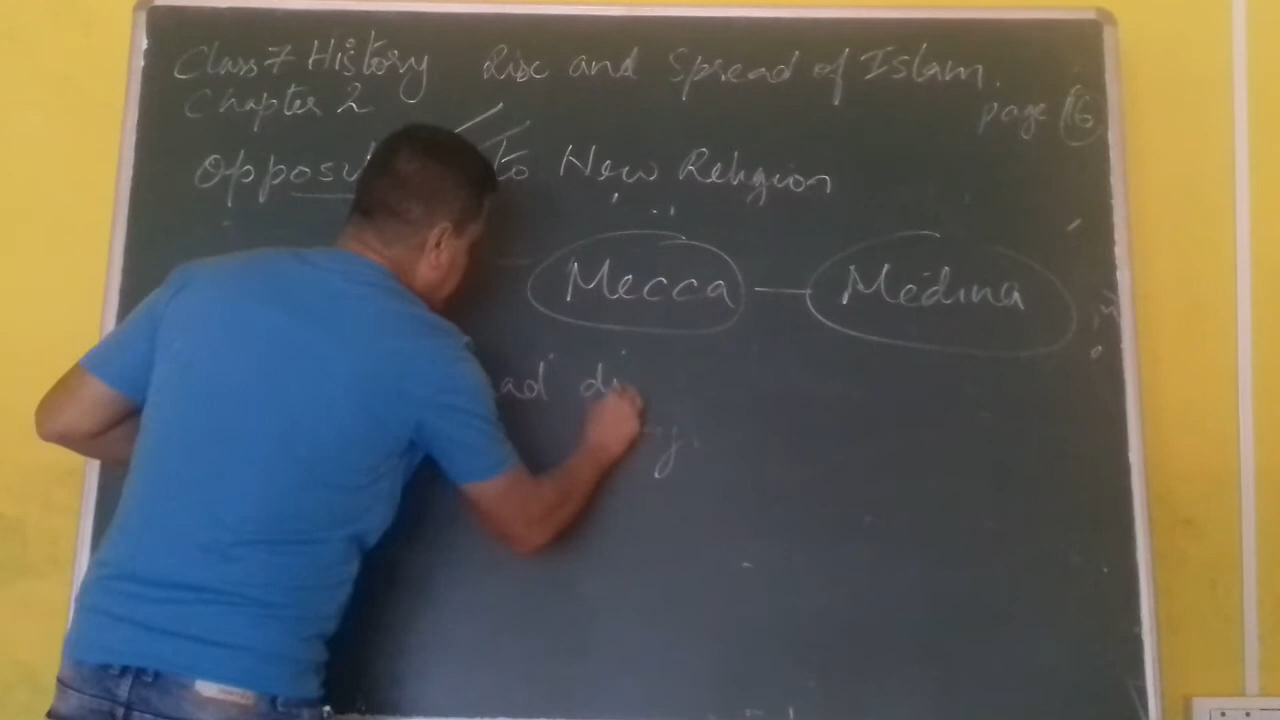 Class 7 History Rise and Spread of Islam.
Chapter 2
page 16
to New Religion
Mecca — Medina